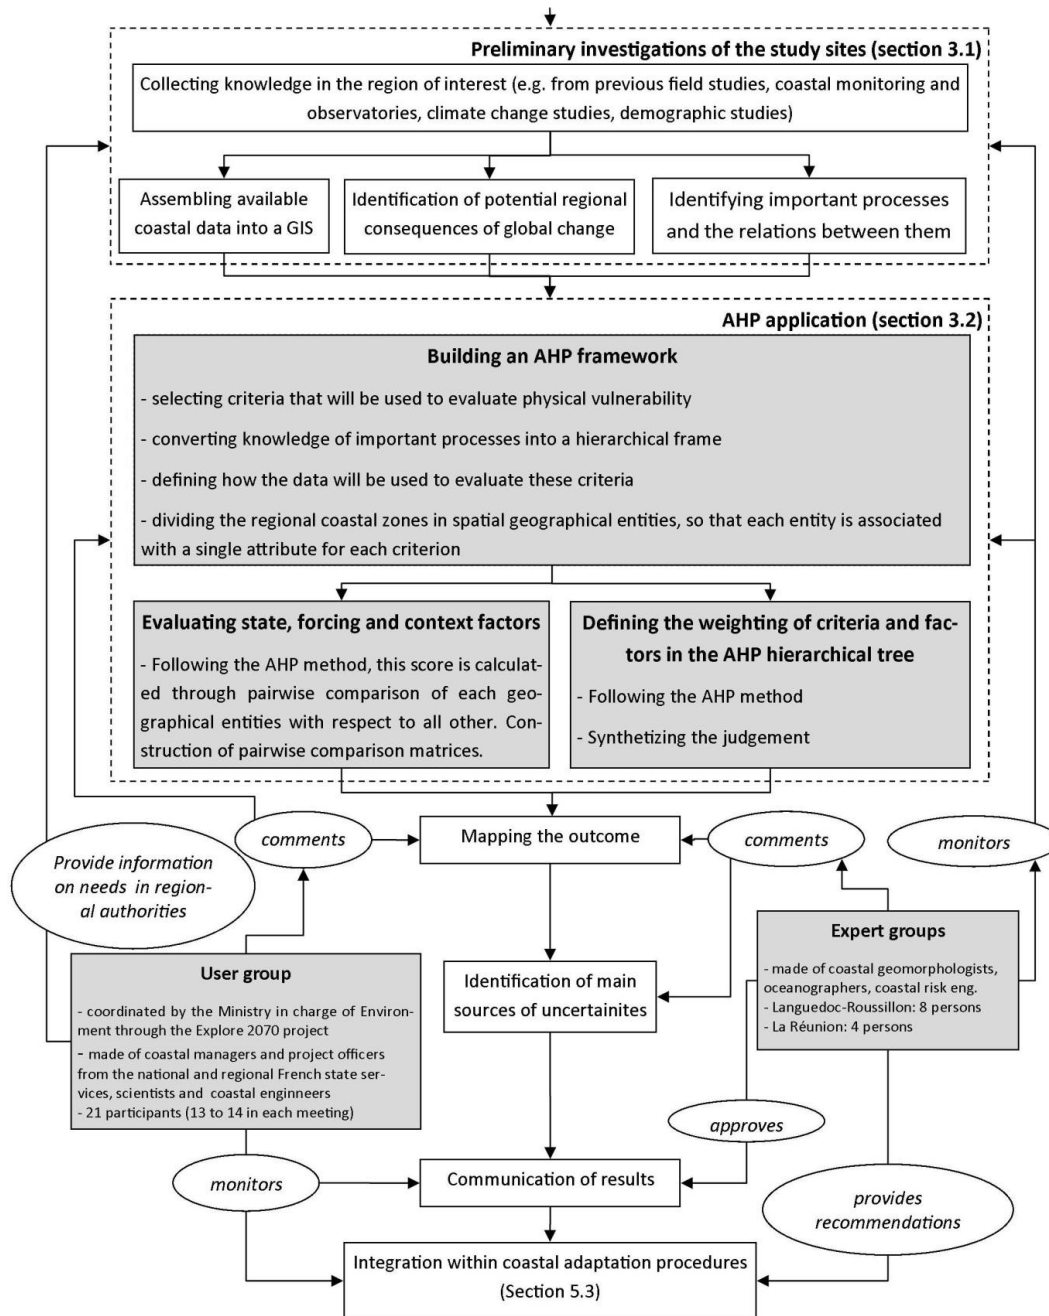 Preliminary investigations of the study sites (section 3.1)
Collecting knowledge in the region of interest (e.g. from previous field studies, coastal monitoring and
observatories, climate change studies, demographic studies)
Assembling available
coastal data into a GIS
Identification of potential regional
consequences of global change
Identifying important processes
and the relations between them
AHP application (section 3.2)
Building an AHP framework
- selecting criteria that will be used to evaluate physical vulnerability
- converting knowledge of important processes into a hierarchical frame
- defining how the data will be used to evaluate these criteria
- dividing the regional coastal zones in spatial geographical entities, so that each entity is associated
with a single attribute for each criterion
Evaluating state, forcing and context factors
- Following the AHP method, this score is calculat-
ed through pairwise comparison of each geo-
graphical entities with respect to all other. Con-
struction of pairwise comparison matrices.
Defining the weighting of criteria and fac-
tors in the AHP hierarchical tree
- Following the AHP method
- Synthetizing the judgement
comments
Mapping the outcome
comments
monitors
Provide information
on needs in region-
al authorities
User group
- coordinated by the Ministry in charge of Environ-
ment through the Explore 2070 project
- made of coastal managers and project officers
from the national and regional French state ser-
vices, scientists and coastal enginneers
- 21 participants (13 to 14 in each meeting)
Identification of main
sources of uncertainites
Expert groups
- made of coastal geomorphologists,
oceanographers, coastal risk eng.
- Languedoc-Roussillon: 8 persons
- La Réunion: 4 persons
approves
monitors
Communication of results
provides
recommendations
Integration within coastal adaptation procedures
(Section 5.3)